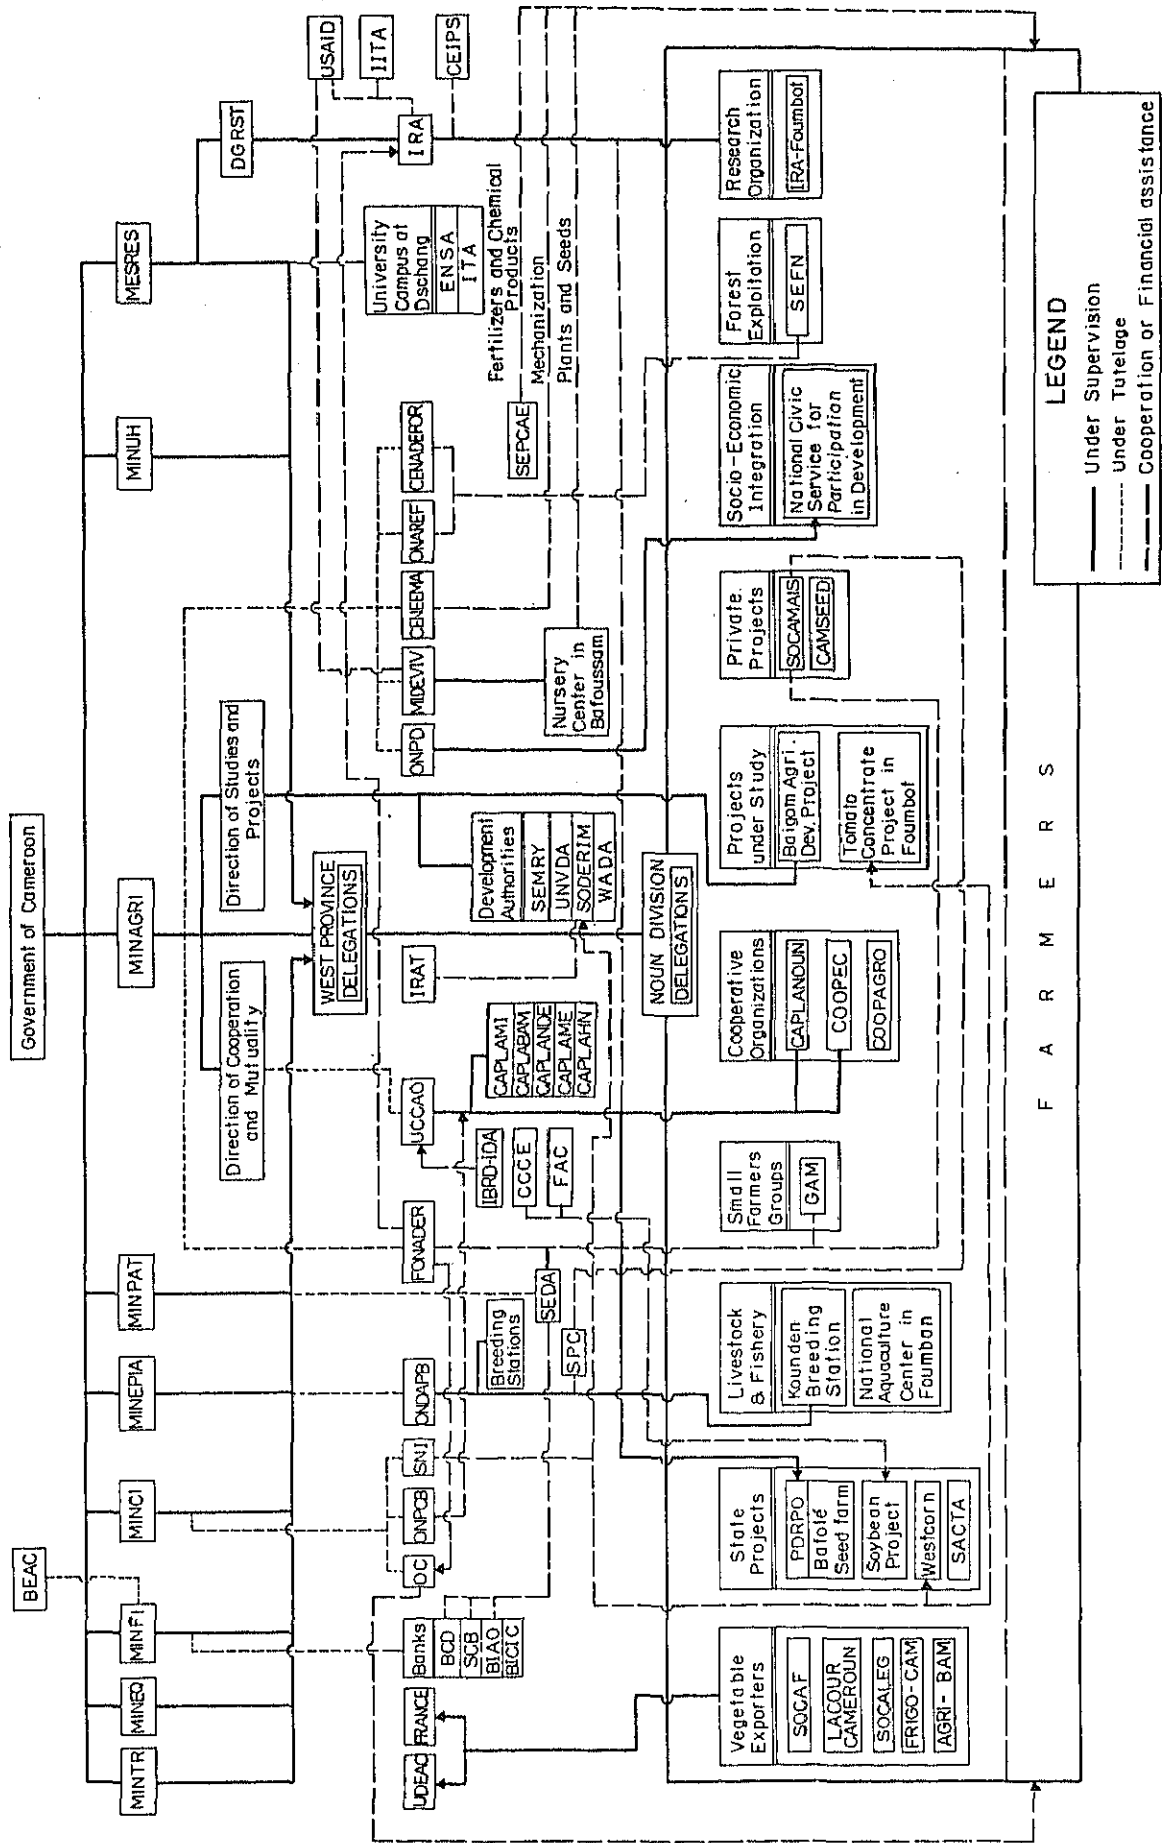 Government of Cameroon
BEAC
MINTR
MINEQ
MINFI
MINCI
MINEPIA
MINPAT
MINAGRI
MINUH
MESRES
Direction of Cooperation
and Mutuality
Direction of Studies and
Projects
DGRST
WEST PROVINCE
DELEGATIONS
USAID
IITA
CEIPS
UDEAC
FRANCE
Banks
BCD
SCB
BIAO
BICIC
OC
ONPCB
SNI
ONDAPB
FONADER
UCCAO
IRAT
ONPD
MIDEVIV
CENEEMA
ONAREF
CENADEFOR
University
Campus at
Dschang
ENSA
ITA
IRA
Breeding
Stations
SEDA
SPC
IBRD-IDA
CCCE
FAC
CAPLAMI
CAPLABAM
CAPLANDE
CAPLAME
CAPLAHN
Development
Authorities
SEMRY
UNVDA
SODERIM
WADA
Nursery
Center in
Bafoussam
SEPCAE
Fertilizers and Chemical
Products
Mechanization
Plants and Seeds
NOUN DIVISION
DELEGATIONS
Vegetable
Exporters
SOCAF
LACOUR
CAMEROUN
SOCALEG
FRIGO-CAM
AGRI-BAM
State
Projects
PDRPO
Bafolé
Seed farm
Soybean
Project
Westcorn
SACTA
Livestock
& Fishery
Kounden
Breeding
Station
National
Aquaculture
Center in
Foumban
Small
Farmers
Groups
GAM
Cooperative
Organizations
CAPLANOUN
COOPEC
COOPAGRO
Projects
under Study
Baigom Agri.
Dev. Project
Tomato
Concentrate
Project in
Foumbot
Private.
Projects
SOCAMAIS
CAMSEED
Socio-Economic
Integration
National Civic
Service for
Participation
in Development
Forest
Exploitation
SEFN
Research
Organization
IRA-Foumbot
FARMERS
LEGEND
Under Supervision
Under Tutelage
Cooperation or Financial assistance